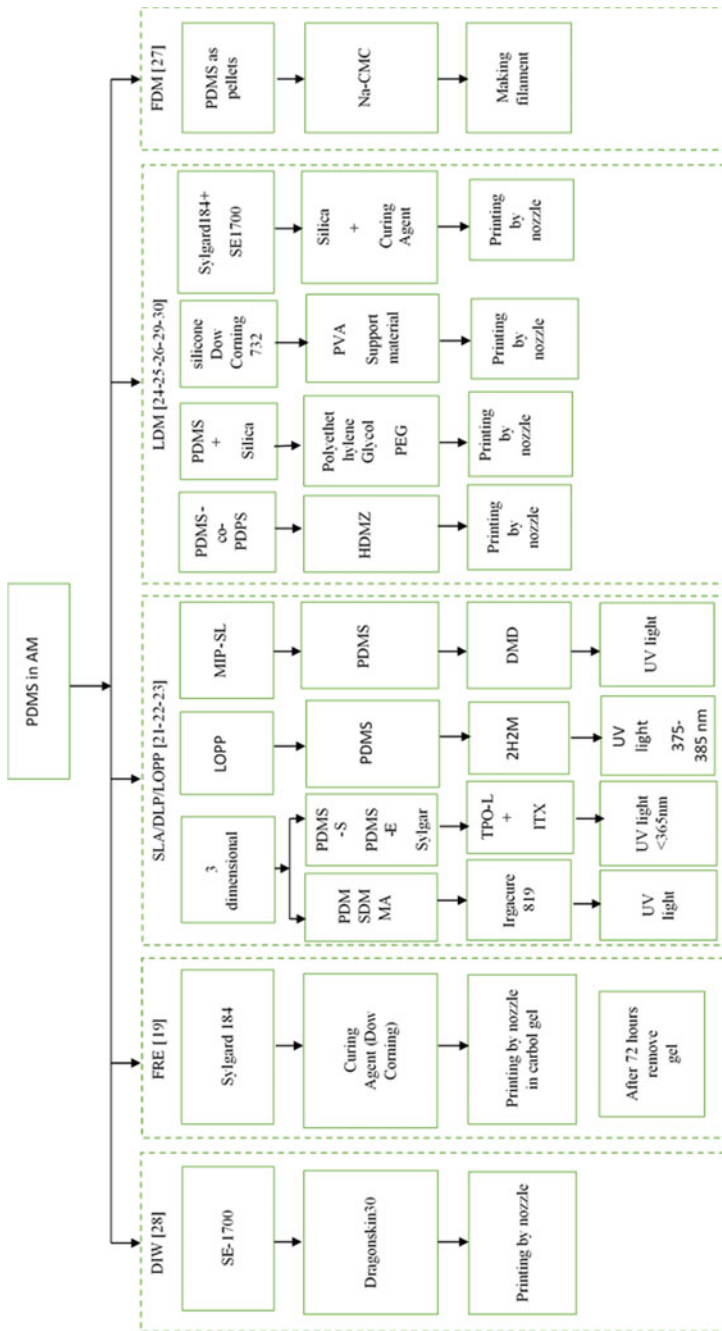 PDMS in AM
DIW [28]
SE-1700
Dragonskin30
Printing by nozzle
FRE [19]
Sylgard 184
Curing
Agent (Dow
Corning)
Printing by nozzle
in carbol gel
After 72 hours
remove
gel
SLA/DLP/LOPP [21-22-23]
3
dimensional
PDM
SDM
MA
Irgacure
819
UV
light
PDMS
-S
PDMS
-E
Sylgar
TPO-L
+
ITX
UV light
<365nm
LOPP
PDMS
2H2M
UV
light
375-
385 nm
MIP-SL
PDMS
DMD
UV light
LDM [24-25-26-29-30)
PDMS-
co-
PDPS
HDMZ
Printing by
nozzle
PDMS
+
Silica
Polyethet
hylene
Glycol
PEG
Printing by
nozzle
silicone
Dow
Corning
732
PVA
Support
material
Printing by
nozzle
Sylgard184+
SE1700
Silica
+
Curing
Agent
Printing by
nozzle
FDM [27]
PDMS as
pellets
Na-CMC
Making
filament